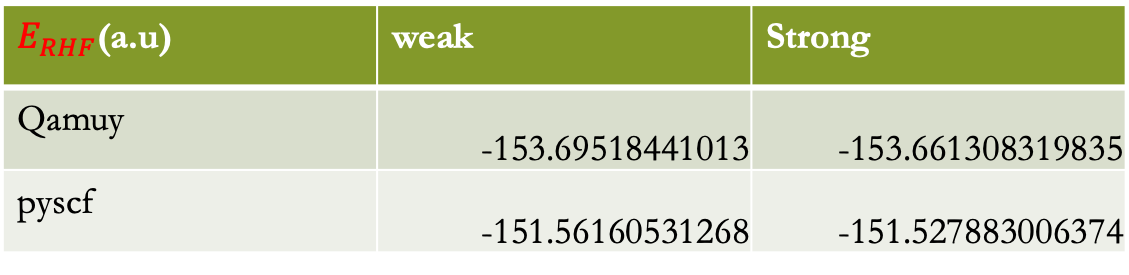 E_RHF (a.u) weak Strong
Qamuy -153.69518441013 -153.661308319835
pyscf -151.56160531268 -151.527883006374